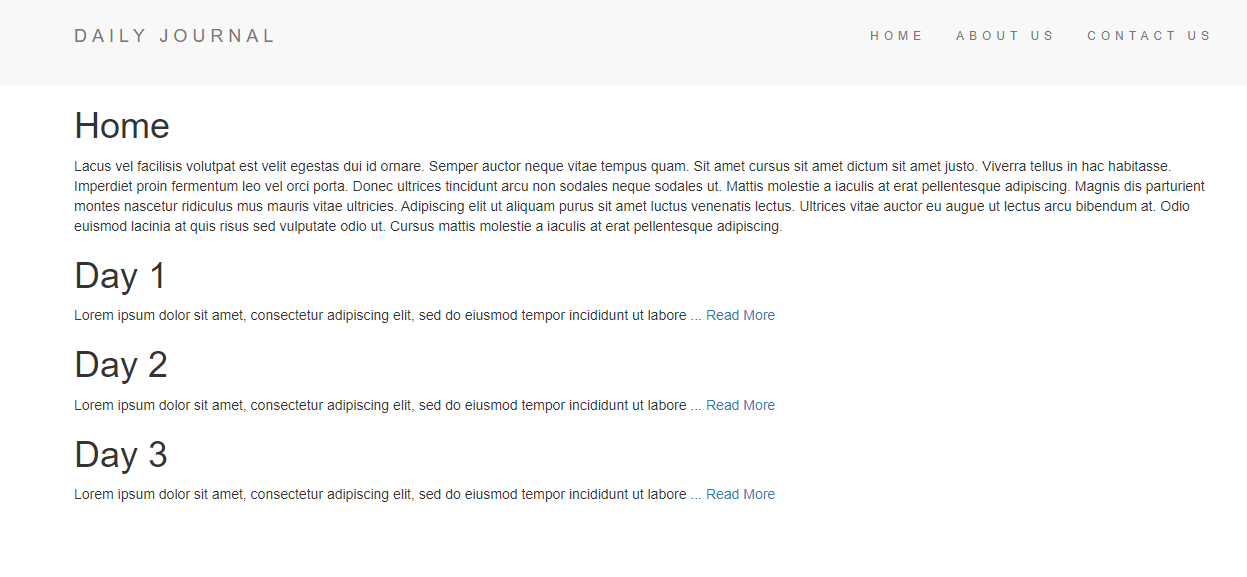 DAILY JOURNAL
HOME ABOUT US CONTACT US
Home
Lacus vel facilisis volutpat est velit egestas dui id ornare. Semper auctor neque vitae tempus quam. Sit amet cursus sit amet dictum sit amet justo. Viverra tellus in hac habitasse.
Imperdiet proin fermentum leo vel orci porta. Donec ultrices tincidunt arcu non sodales neque sodales ut. Mattis molestie a iaculis at erat pellentesque adipiscing. Magnis dis parturient
montes nascetur ridiculus mus mauris vitae ultricies. Adipiscing elit ut aliquam purus sit amet luctus venenatis lectus. Ultrices vitae auctor eu augue ut lectus arcu bibendum at. Odio
euismod lacinia at quis risus sed vulputate odio ut. Cursus mattis molestie a iaculis at erat pellentesque adipiscing.
Day 1
Lorem ipsum dolor sit amet, consectetur adipiscing elit, sed do eiusmod tempor incididunt ut labore ... Read More
Day 2
Lorem ipsum dolor sit amet, consectetur adipiscing elit, sed do eiusmod tempor incididunt ut labore ... Read More
Day 3
Lorem ipsum dolor sit amet, consectetur adipiscing elit, sed do eiusmod tempor incididunt ut labore ... Read More